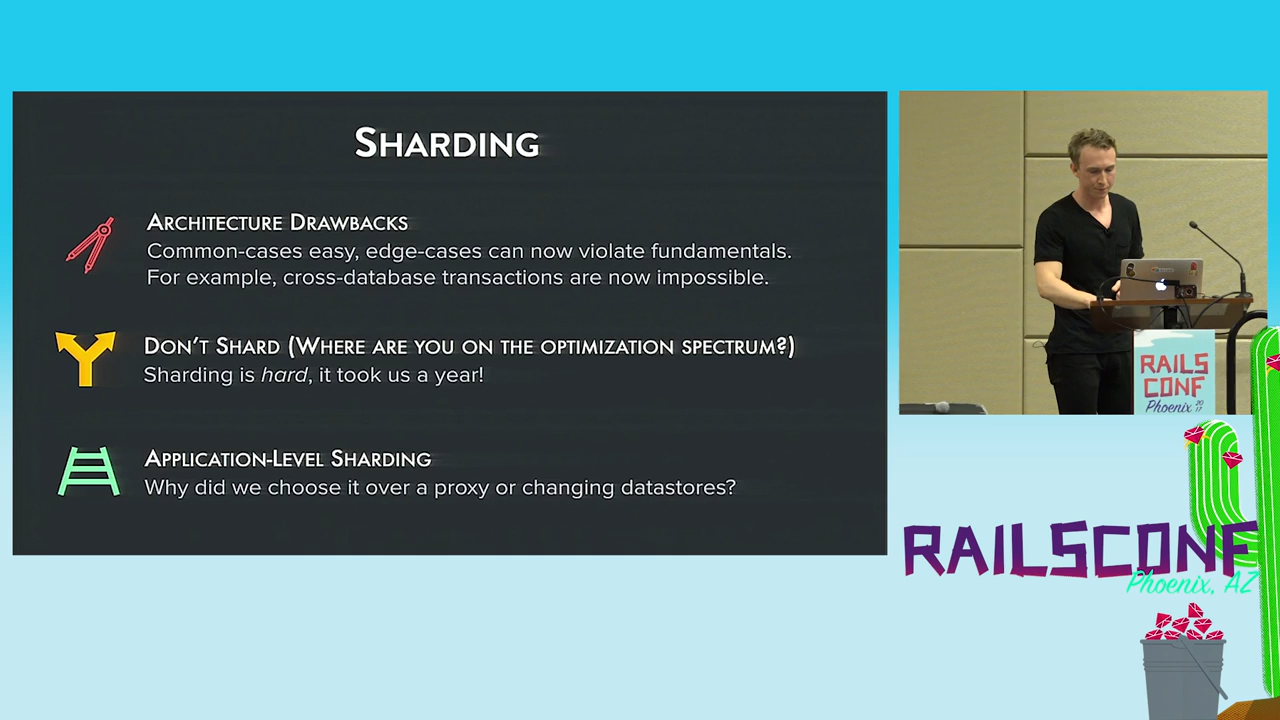 SHARDING
ARCHITECTURE DRAWBACKS
Common-cases easy, edge-cases can now violate fundamentals.
For example, cross-database transactions are now impossible.
DON'T SHARD (WHERE ARE YOU ON THE OPTIMIZATION SPECTRUM?)
Sharding is hard, it took us a year!
APPLICATION-LEVEL SHARDING
Why did we choose it over a proxy or changing datastores?
RAILS
CONF
Phoenix 2017
RAILSCONF
Phoenix, AZ